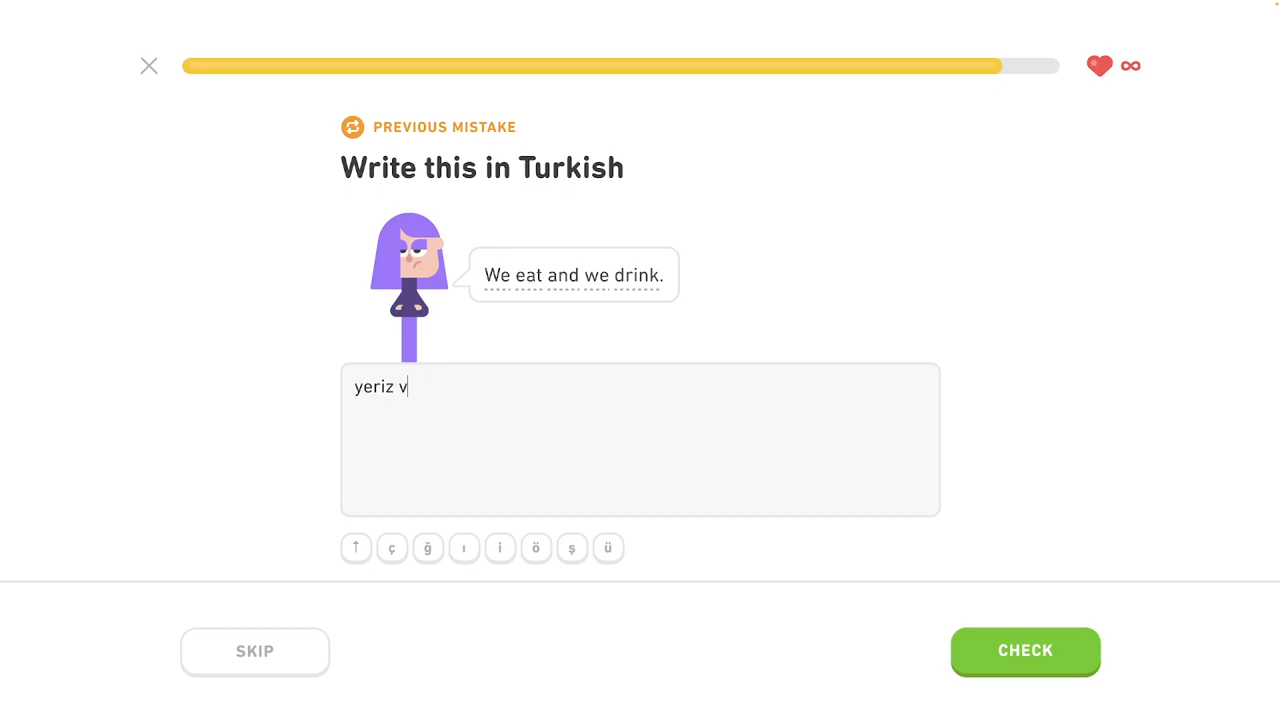 ∞
PREVIOUS MISTAKE
Write this in Turkish
We eat and we drink.
yeriz v
↑ ç ğ ı i ö ş ü
SKIP CHECK